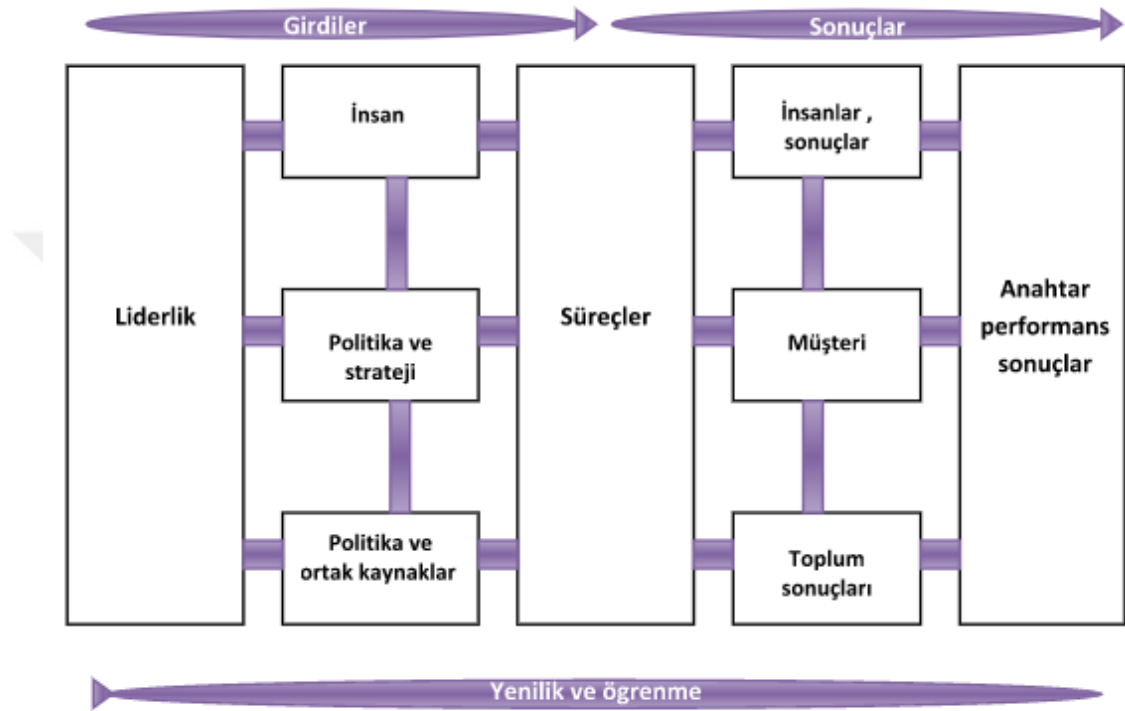 Girdiler
Sonuçlar
Liderlik
İnsan
Politika ve
strateji
Politika ve
ortak kaynaklar
Süreçler
İnsanlar ,
sonuçlar
Müşteri
Toplum
sonuçları
Anahtar
performans
sonuçlar
Yenilik ve ögrenme